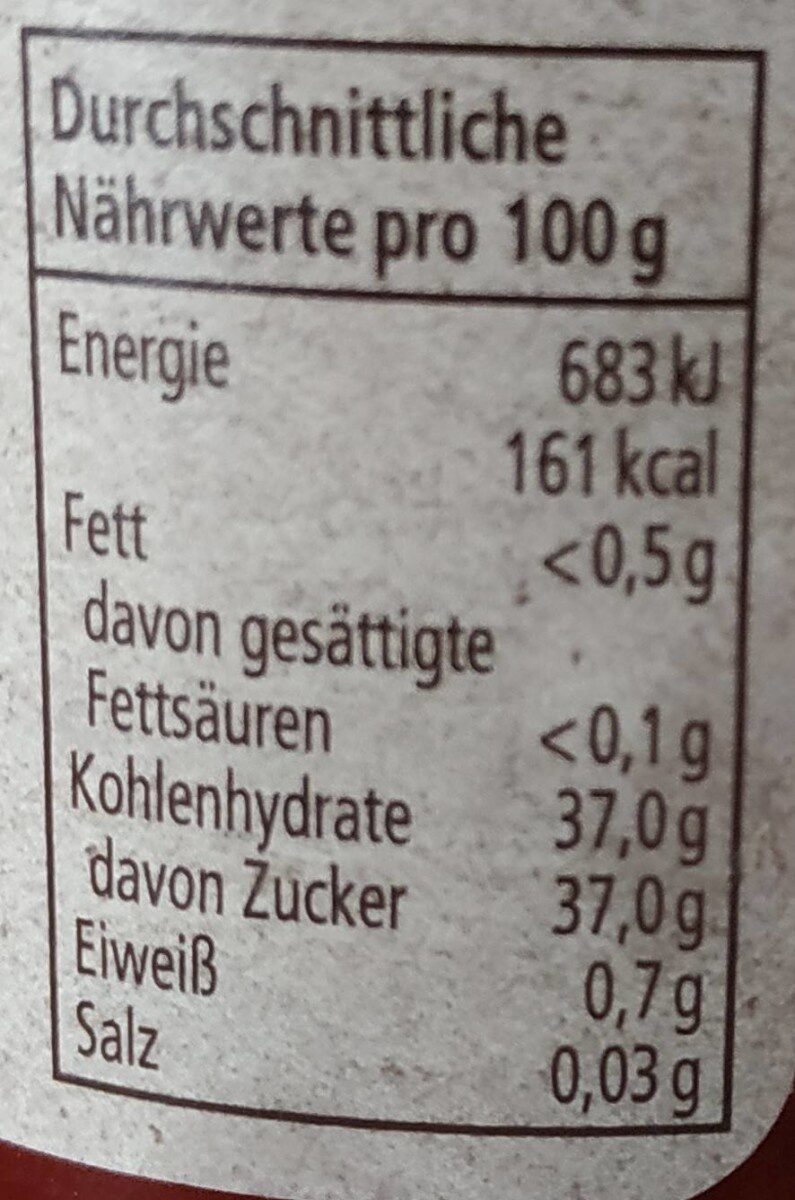 Durchschnittliche
Nährwerte pro 100 g
Energie 683 kJ
161 kcal
Fett <0,5 g
davon gesättigte
Fettsäuren <0,1 g
Kohlenhydrate 37,0 g
davon Zucker 37,0 g
Eiweiß 0,7 g
Salz 0,03 g